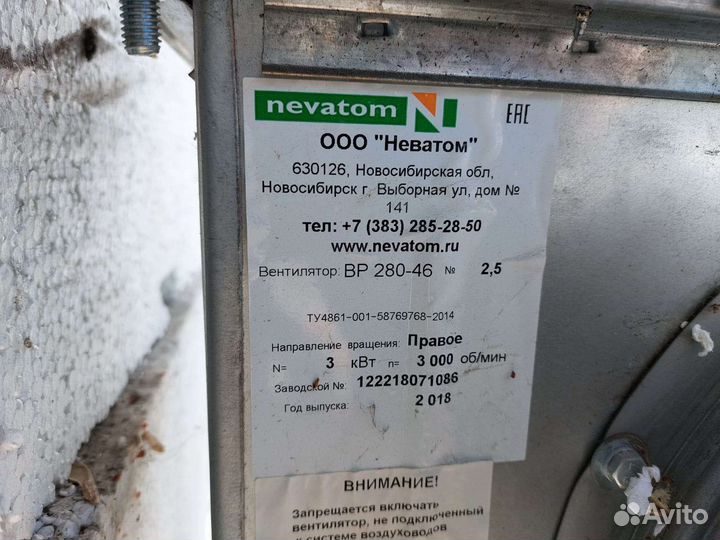 nevatom N EAC
ООО "Неватом"
630126, Новосибирская обл,
Новосибирск г, Выборная ул, дом №
141
тел: +7 (383) 285-28-50
www.nevatom.ru
Вентилятор: ВР 280-46 № 2,5
ТУ4861-001-58769768-2014
Направление вращения: Правое
N= 3 кВт n= 3 000 об/мин
Заводской №: 122218071086
Год выпуска: 2 018
ВНИМАНИЕ!
Запрещается включать
вентилятор, не подключенный
к системе воздуховодов
Avito